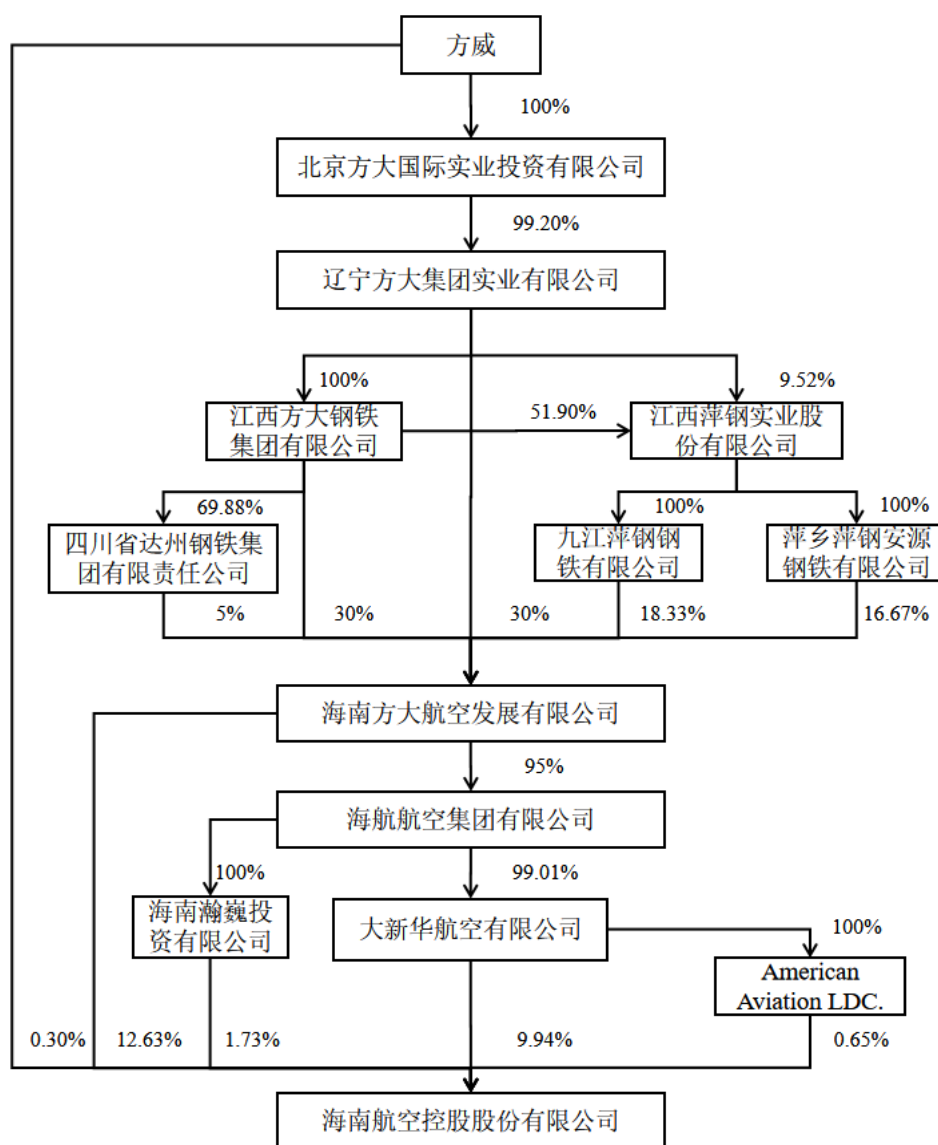 方威
100%
北京方大国际实业投资有限公司
99.20%
辽宁方大集团实业有限公司
100%
9.52%
江西方大钢铁
集团有限公司
51.90%
江西萍钢实业股
份有限公司
69.88%
100%
100%
四川省达州钢铁集
团有限责任公司
九江萍钢钢
铁有限公司
萍乡萍钢安源
钢铁有限公司
5%
30%
30%
18.33%
16.67%
海南方大航空发展有限公司
95%
海航航空集团有限公司
100%
99.01%
海南瀚巍投
资有限公司
大新华航空有限公司
100%
American
Aviation LDC.
0.30%
12.63%
1.73%
9.94%
0.65%
海南航空控股股份有限公司